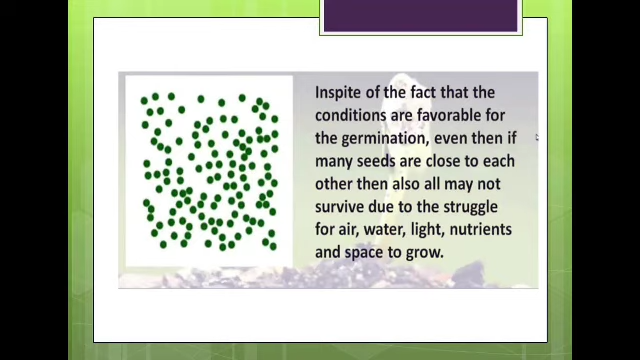 Inspite of the fact that the
conditions are favorable for
the germination, even then if
many seeds are close to each
other then also all may not
survive due to the struggle
for air, water, light, nutrients
and space to grow.